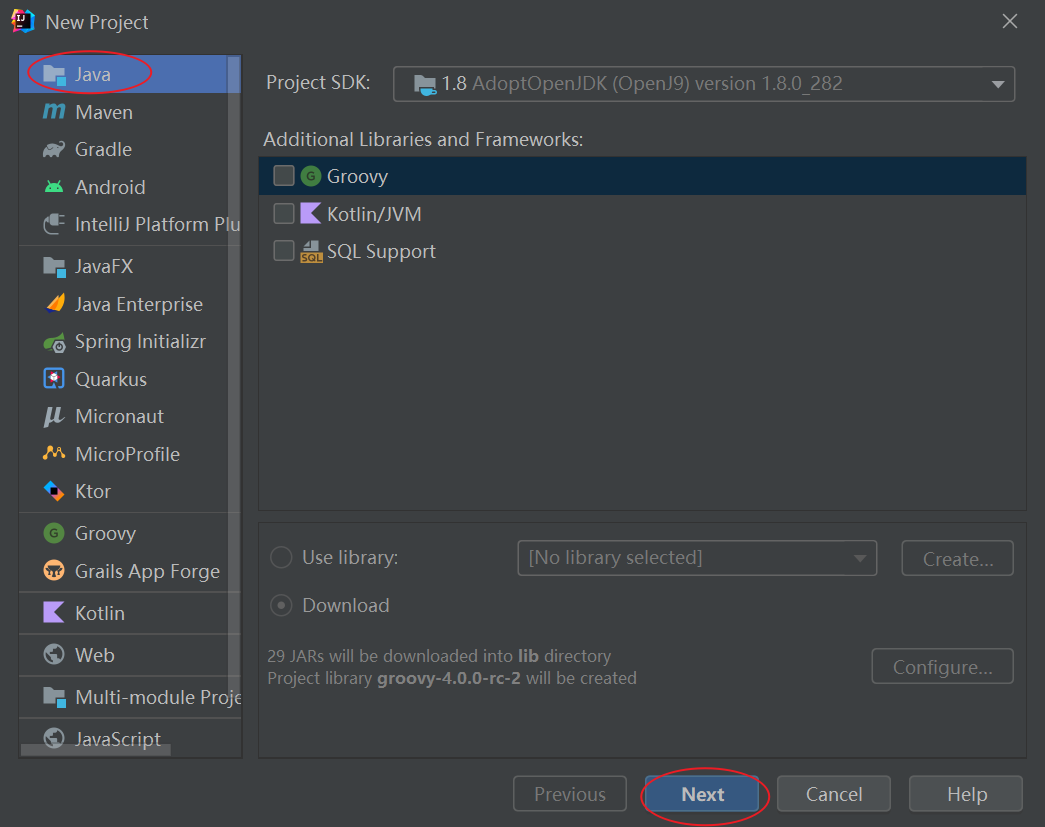 New Project
Java
Maven
Gradle
Android
IntelliJ Platform Plu
JavaFX
Java Enterprise
Spring Initializr
Quarkus
Micronaut
MicroProfile
Ktor
Groovy
Grails App Forge
Kotlin
Web
Multi-module Proje
JavaScript
Project SDK: 1.8 AdoptOpenJDK (OpenJ9) version 1.8.0_282
Additional Libraries and Frameworks:
Groovy
Kotlin/JVM
SQL Support
Use library: [No library selected] Create...
Download
29 JARs will be downloaded into lib directory
Project library groovy-4.0.0-rc-2 will be created
Configure...
Previous Next Cancel Help